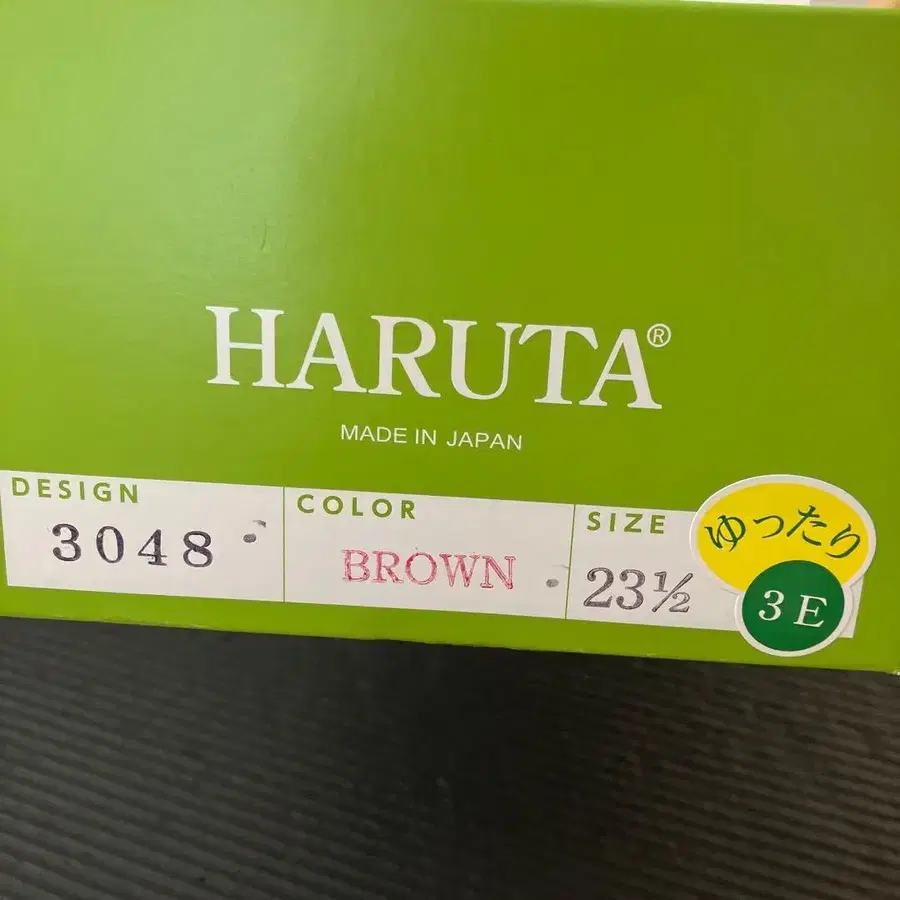 HARUTA®
MADE IN JAPAN
DESIGN
3048
COLOR
BROWN
SIZE
23½
ゆったり
3E